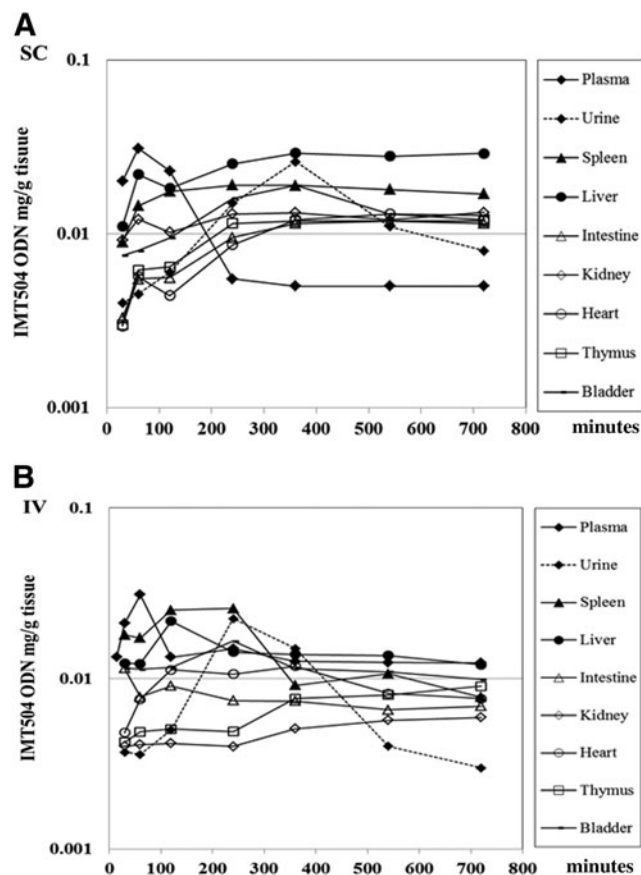 A
SC
0.1
0.01
0.001
IMT504 ODN mg/g tisuue
0 100 200 300 400 500 600 700 800 minutes
Plasma
Urine
Spleen
Liver
Intestine
Kidney
Heart
Thymus
Bladder
B
IV
0.1
0.01
0.001
IMT504 ODN mg/g tissue
0 100 200 300 400 500 600 700 800 minutes
Plasma
Urine
Spleen
Liver
Intestine
Kidney
Heart
Thymus
Bladder